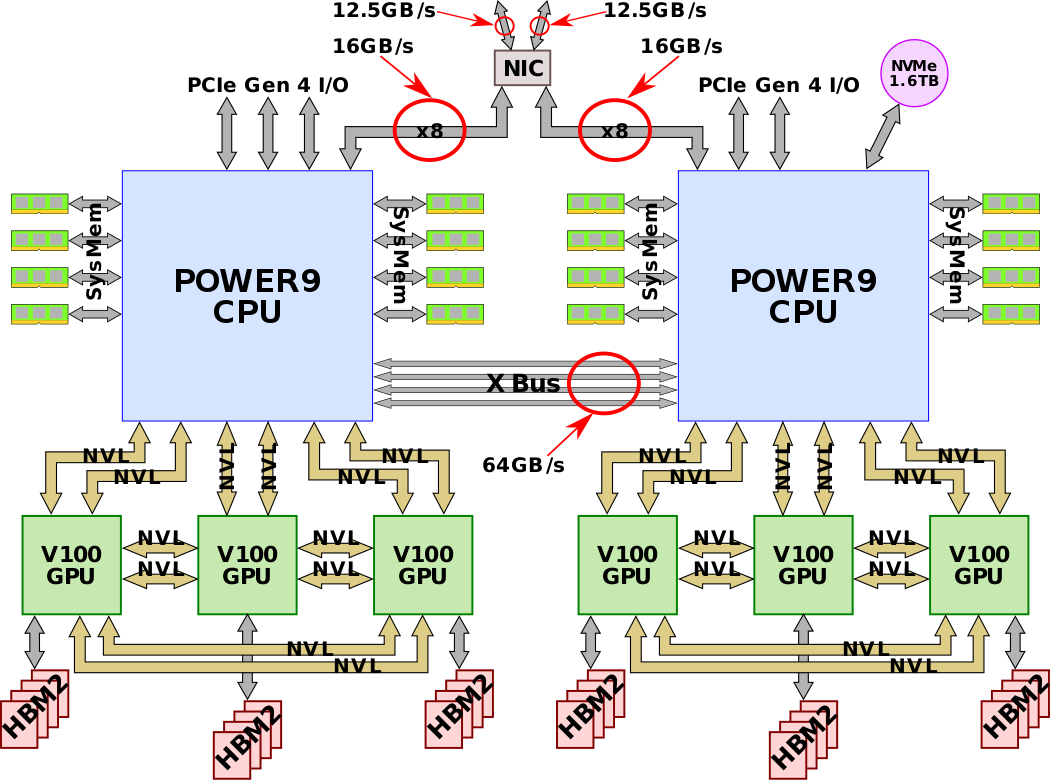 12.5GB/s
12.5GB/s
16GB/s
16GB/s
NIC
NVMe
1.6TB
PCIe Gen 4 I/O
PCIe Gen 4 I/O
x8
x8
SysMem
SysMem
SysMem
SysMem
POWER9
CPU
POWER9
CPU
X Bus
64GB/s
NVL
NVL
NVL
NVL
NVL
NVL
NVL
NVL
NVL
NVL
NVL
NVL
V100
GPU
NVL
NVL
V100
GPU
NVL
NVL
V100
GPU
V100
GPU
NVL
NVL
V100
GPU
NVL
NVL
V100
GPU
NVL
NVL
NVL
NVL
HBM2
HBM2
HBM2
HBM2
HBM2
HBM2